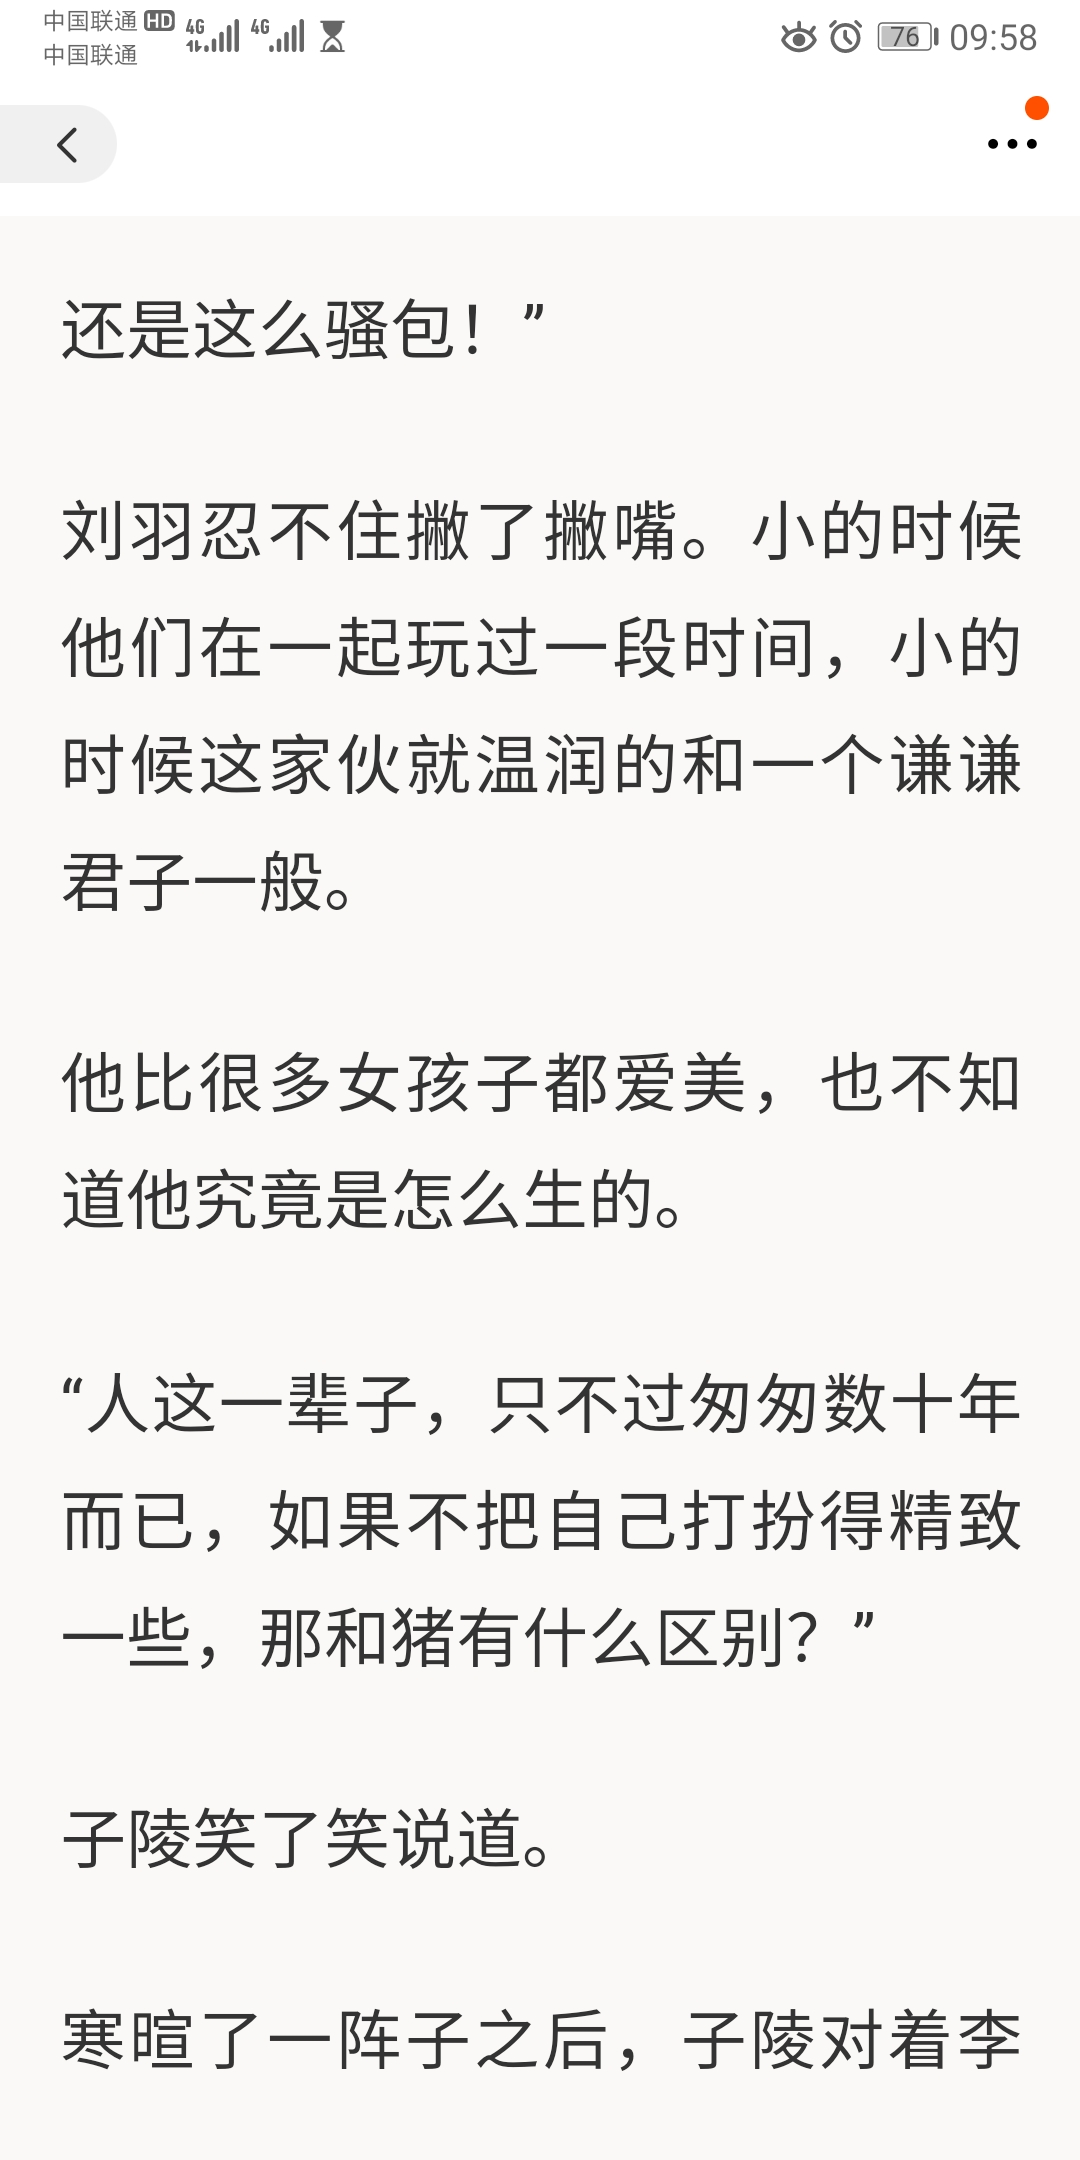 中国联通 HD 4G 4G 76 09:58
中国联通
还是这么骚包！”
刘羽忍不住撇了撇嘴。小的时候
他们在一起玩过一段时间，小的
时候这家伙就温润的和一个谦谦
君子一般。
他比很多女孩子都爱美，也不知
道他究竟是怎么生的。
“人这一辈子，只不过匆匆数十年
而已，如果不把自己打扮得精致
一些，那和猪有什么区别？”
子陵笑了笑说道。
寒暄了一阵子之后，子陵对着李